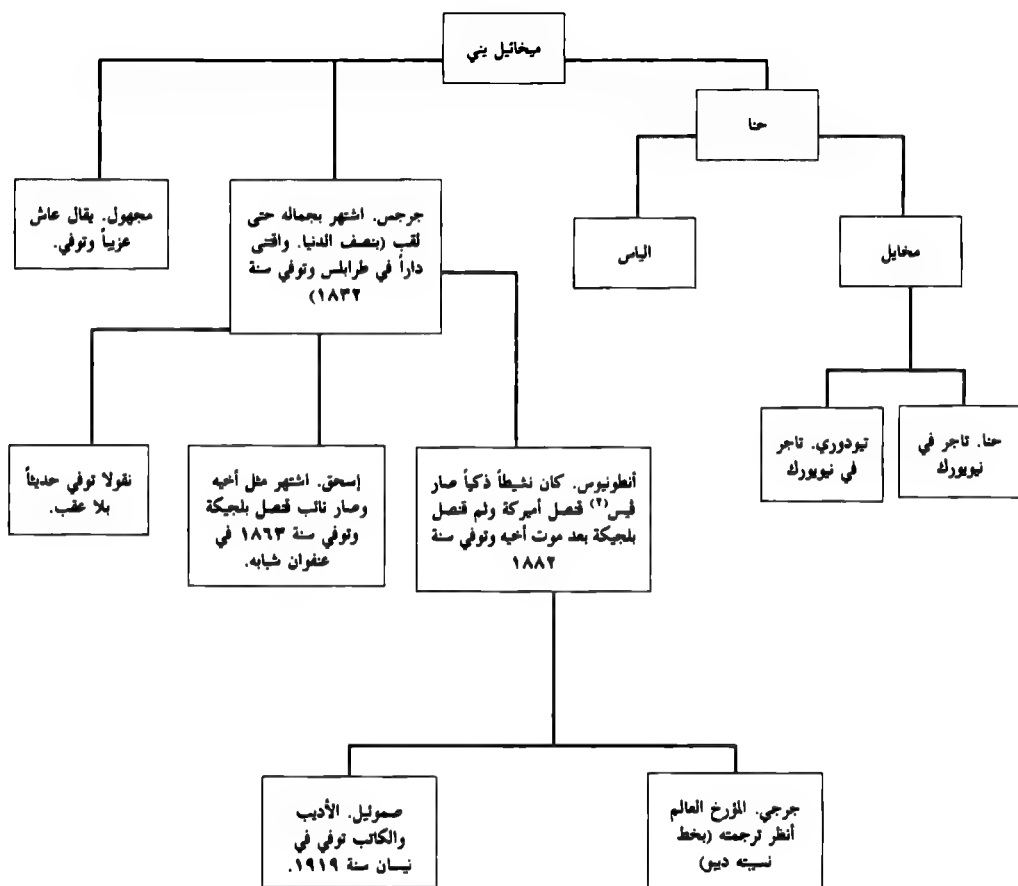 ميخائيل يني
حنا
مجهول. يقال عاش
عزيباً وتوفي.
جرجس. اشتهر بجماله حتى
لقب (بنصف الدنيا. واقتنى
داراً في طرابلس وتوفي سنة
١٨٣٢)
الياس
مخايل
نقولا توفي حديثاً
بلا عقب.
إسحق. اشتهر مثل أخيه
وصار نائب قنصل بلجيكة
وتوفي سنة ١٨٦٣ في
عنفوان شبابه.
أنطونيوس. كان نشيطاً ذكياً صار
ڤيس(٢) قنصل أميركة ولم قنصل
بلجيكة بعد موت أخيه وتوفي سنة
١٨٨٢
تيودوري. تاجر
في نيويورك
حنا. تاجر في
نيويورك
صموئيل. الأديب
والكاتب توفي في
نيسان سنة ١٩١٩.
جرجي. المؤرخ العالم
أنظر ترجمته (بخط
نسيبته ديبو)